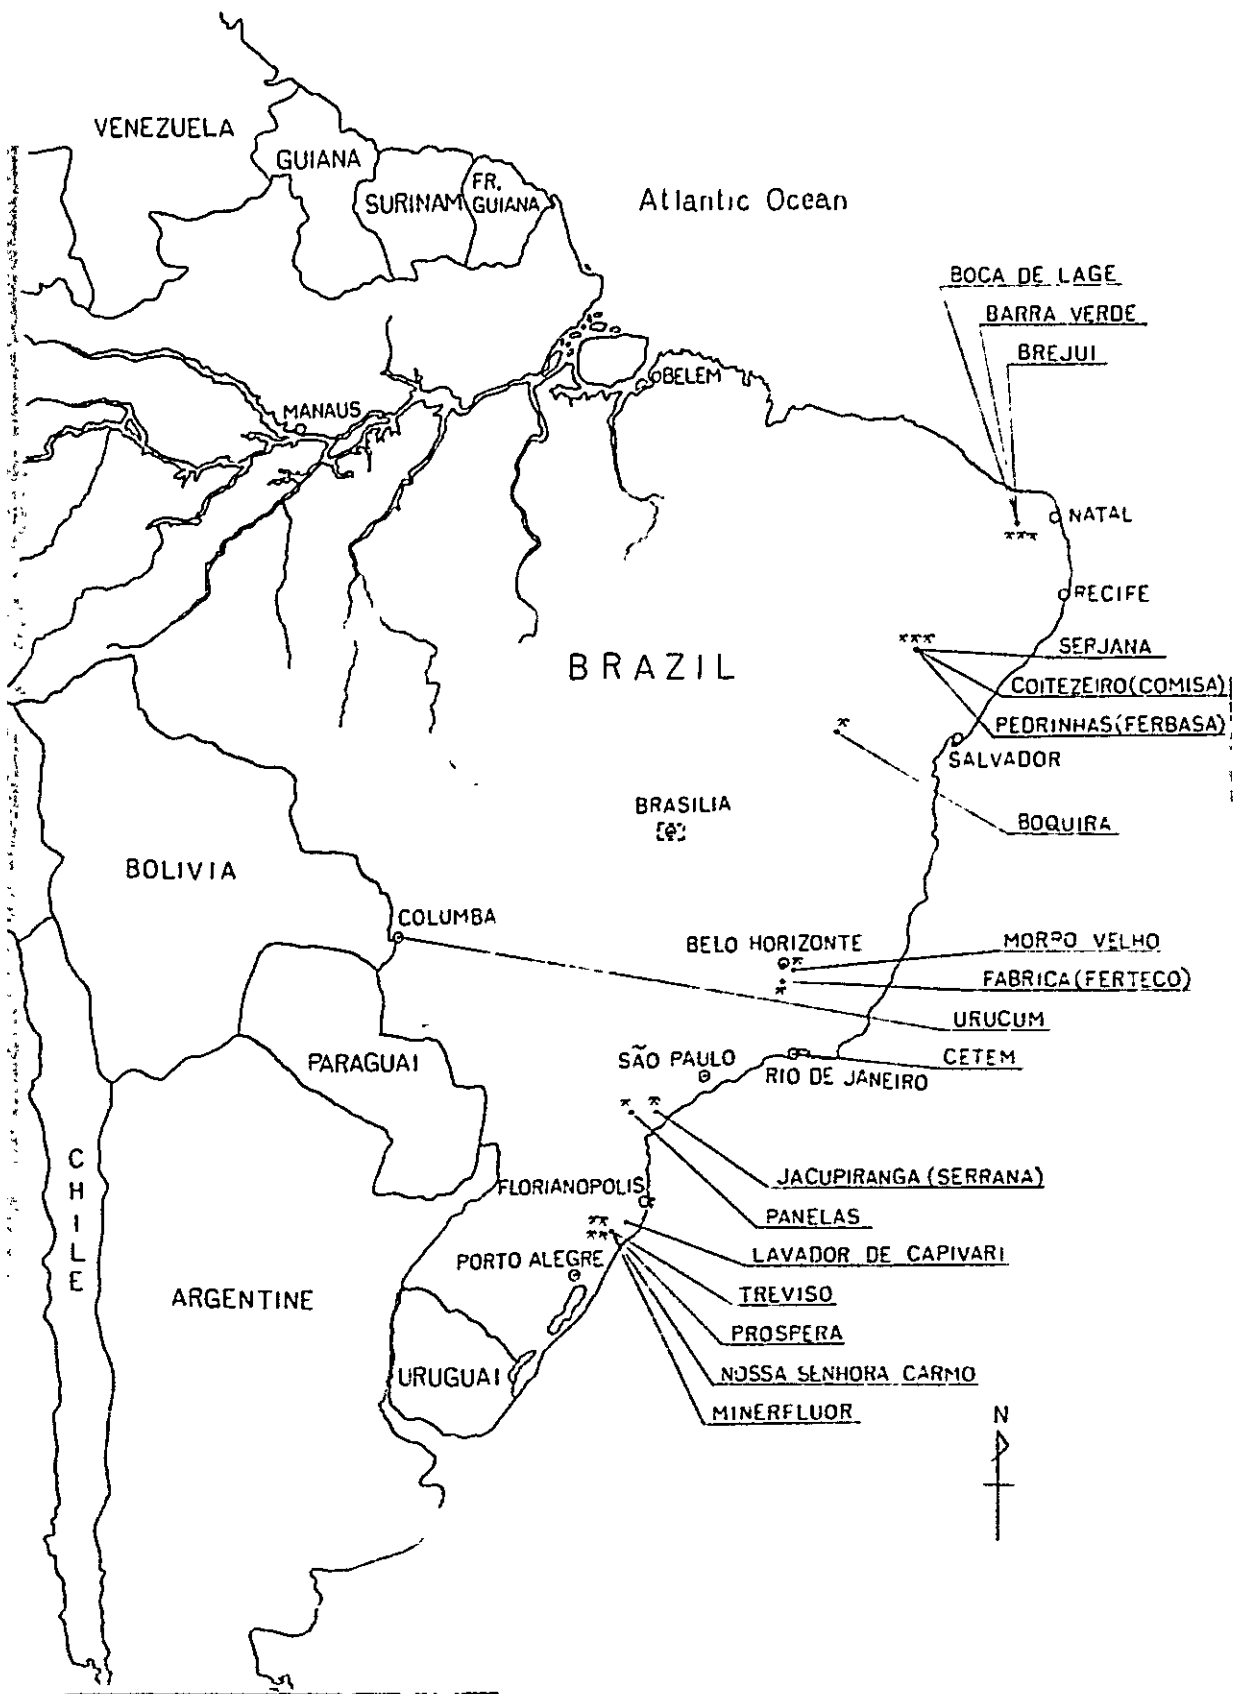 VENEZUELA
GUIANA
SURINAM
FR.
GUIANA
Atlantic Ocean
BOCA DE LAGE
BARRA VERDE
BREJUI
BELEM
MANAUS
NATAL
RECIFE
BRAZIL
SERJANA
COITEZEIRO(COMISA)
PEDRINHAS(FERBASA)
SALVADOR
BRASILIA
BOQUIRA
BOLIVIA
COLUMBA
BELO HORIZONTE
MORRO VELHO
FABRICA(FERTECO)
URUCUM
CETEM
SÃO PAULO
RIO DE JANEIRO
PARAGUAI
CHILE
JACUPIRANGA(SERRANA)
FLORIANOPOLIS
PANELAS
LAVADOR DE CAPIVARI
PORTO ALEGRE
TREVISO
ARGENTINE
PROSPERA
URUGUAI
NOSSA SENHORA CARMO
MINERFLUOR
N